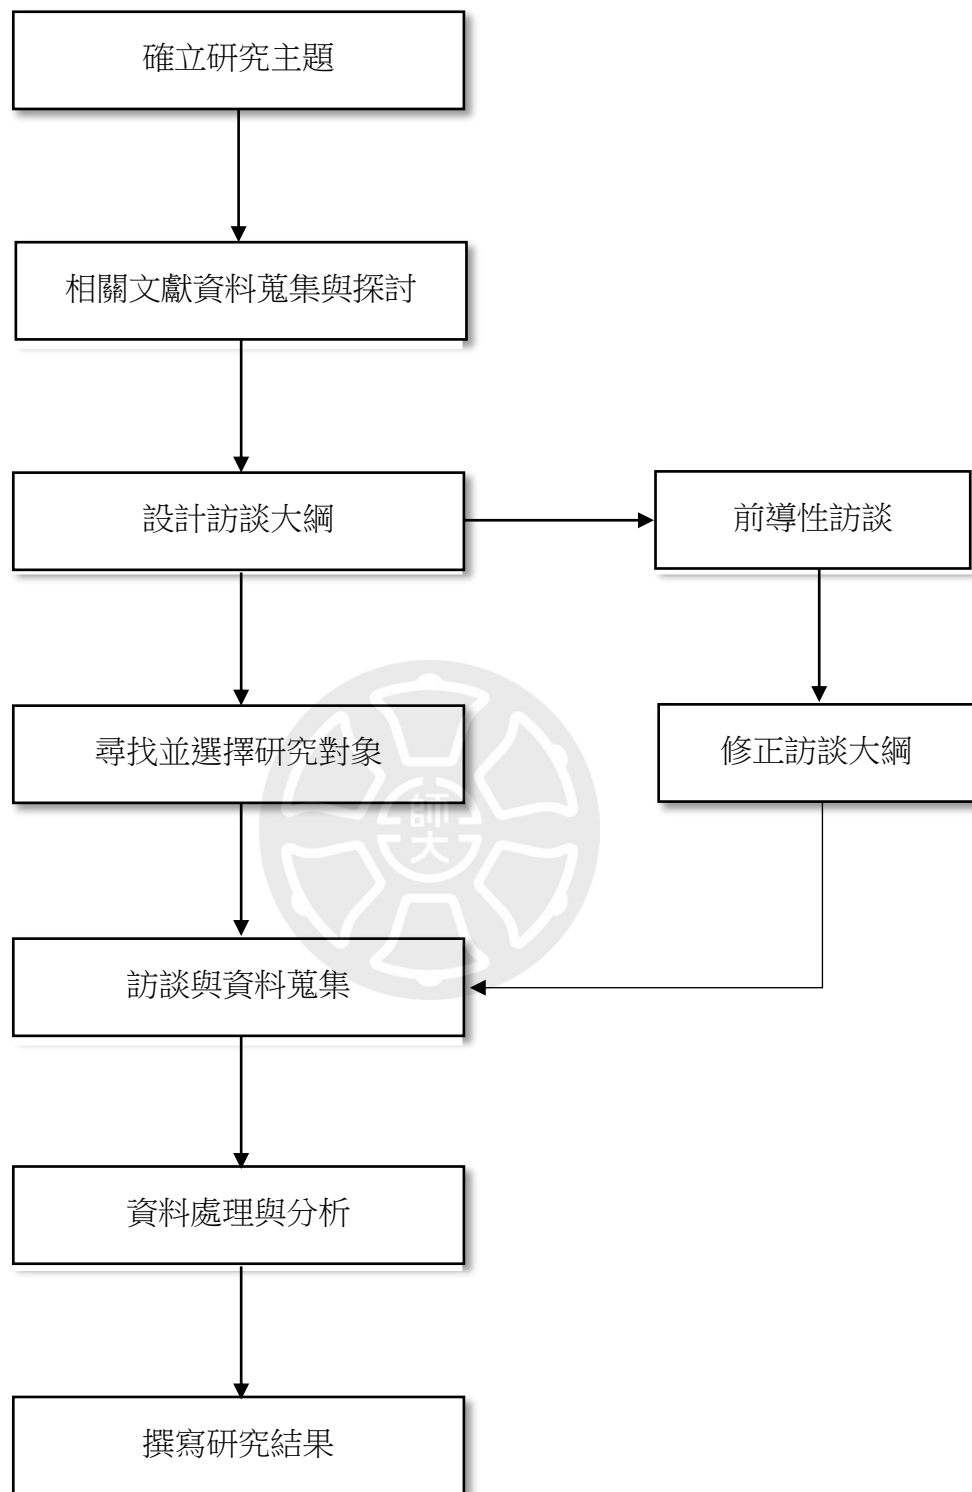 確立研究主題
相關文獻資料蒐集與探討
設計訪談大綱
前導性訪談
尋找並選擇研究對象
修正訪談大綱
師大
訪談與資料蒐集
資料處理與分析
撰寫研究結果